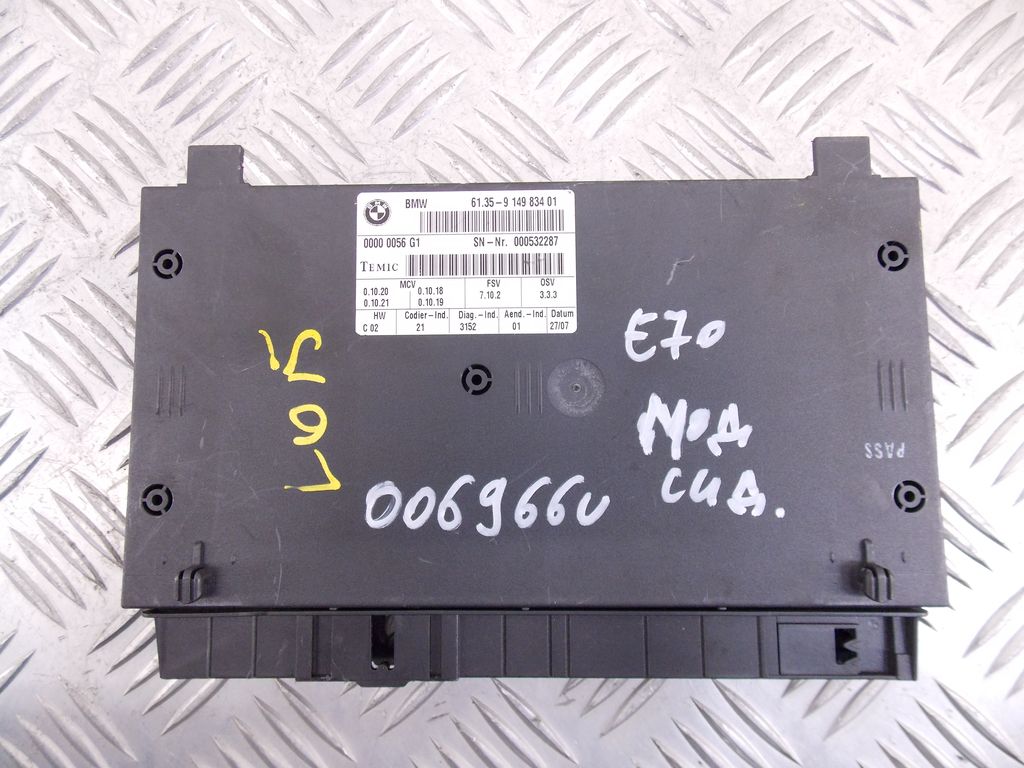 BMW 61.35-9 149 834 01
0000 0056 G1 SN-Nr. 000532287
TEMIC
MCV FSV OSV
0.10.20 0.10.18 7.10.2 3.3.3
0.10.21 0.10.19
HW Codier-Ind. Diag.-Ind. Aend.-Ind. Datum
C 02 21 3152 01 27/07
E70
мод
сид.
006966u
PASS